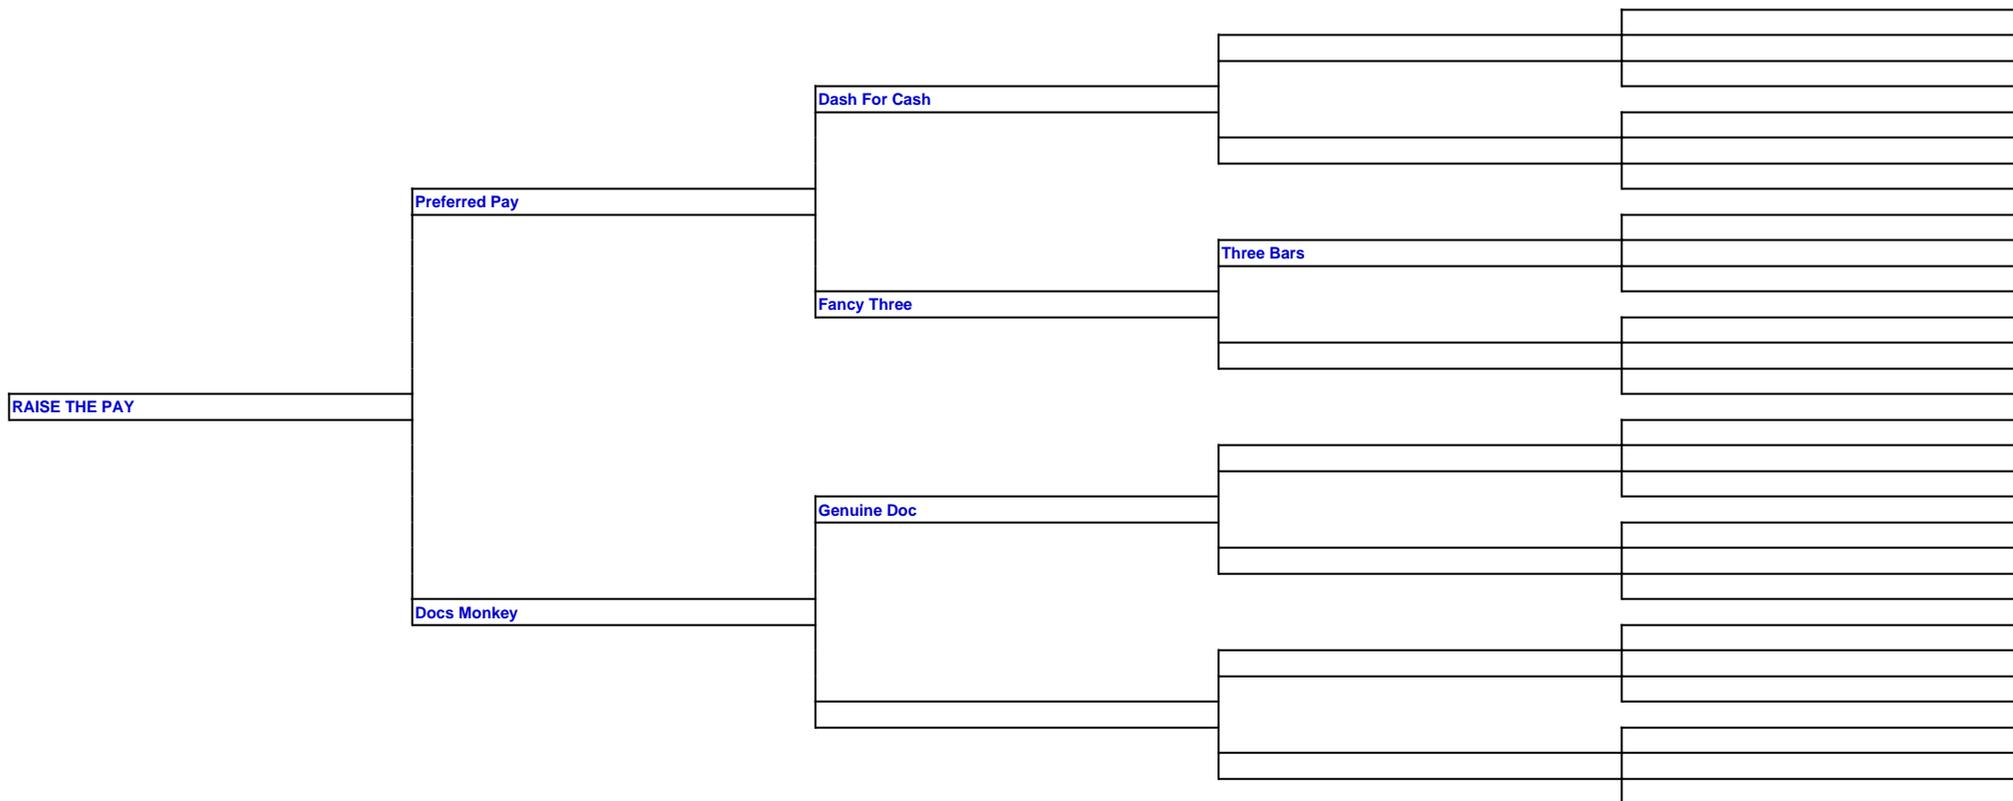 Dash For Cash
Preferred Pay
Three Bars
Fancy Three
RAISE THE PAY
Genuine Doc
Docs Monkey